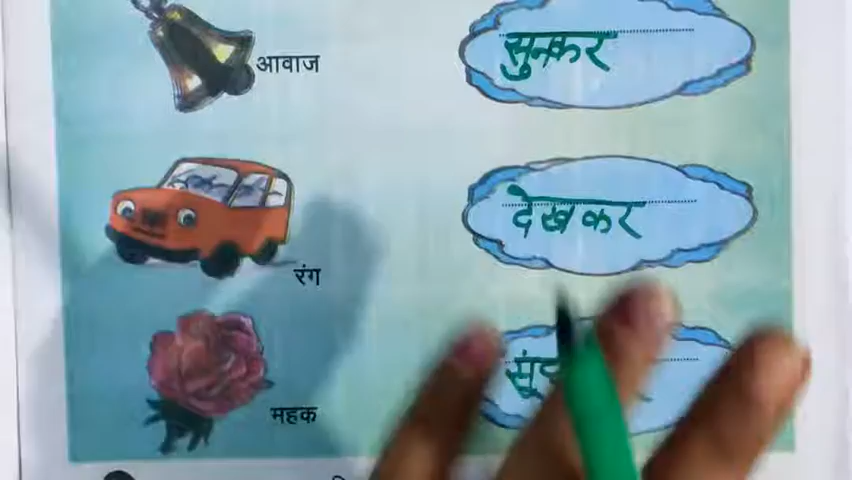 आवाज
सुनकर
देखकर
रंग
महक